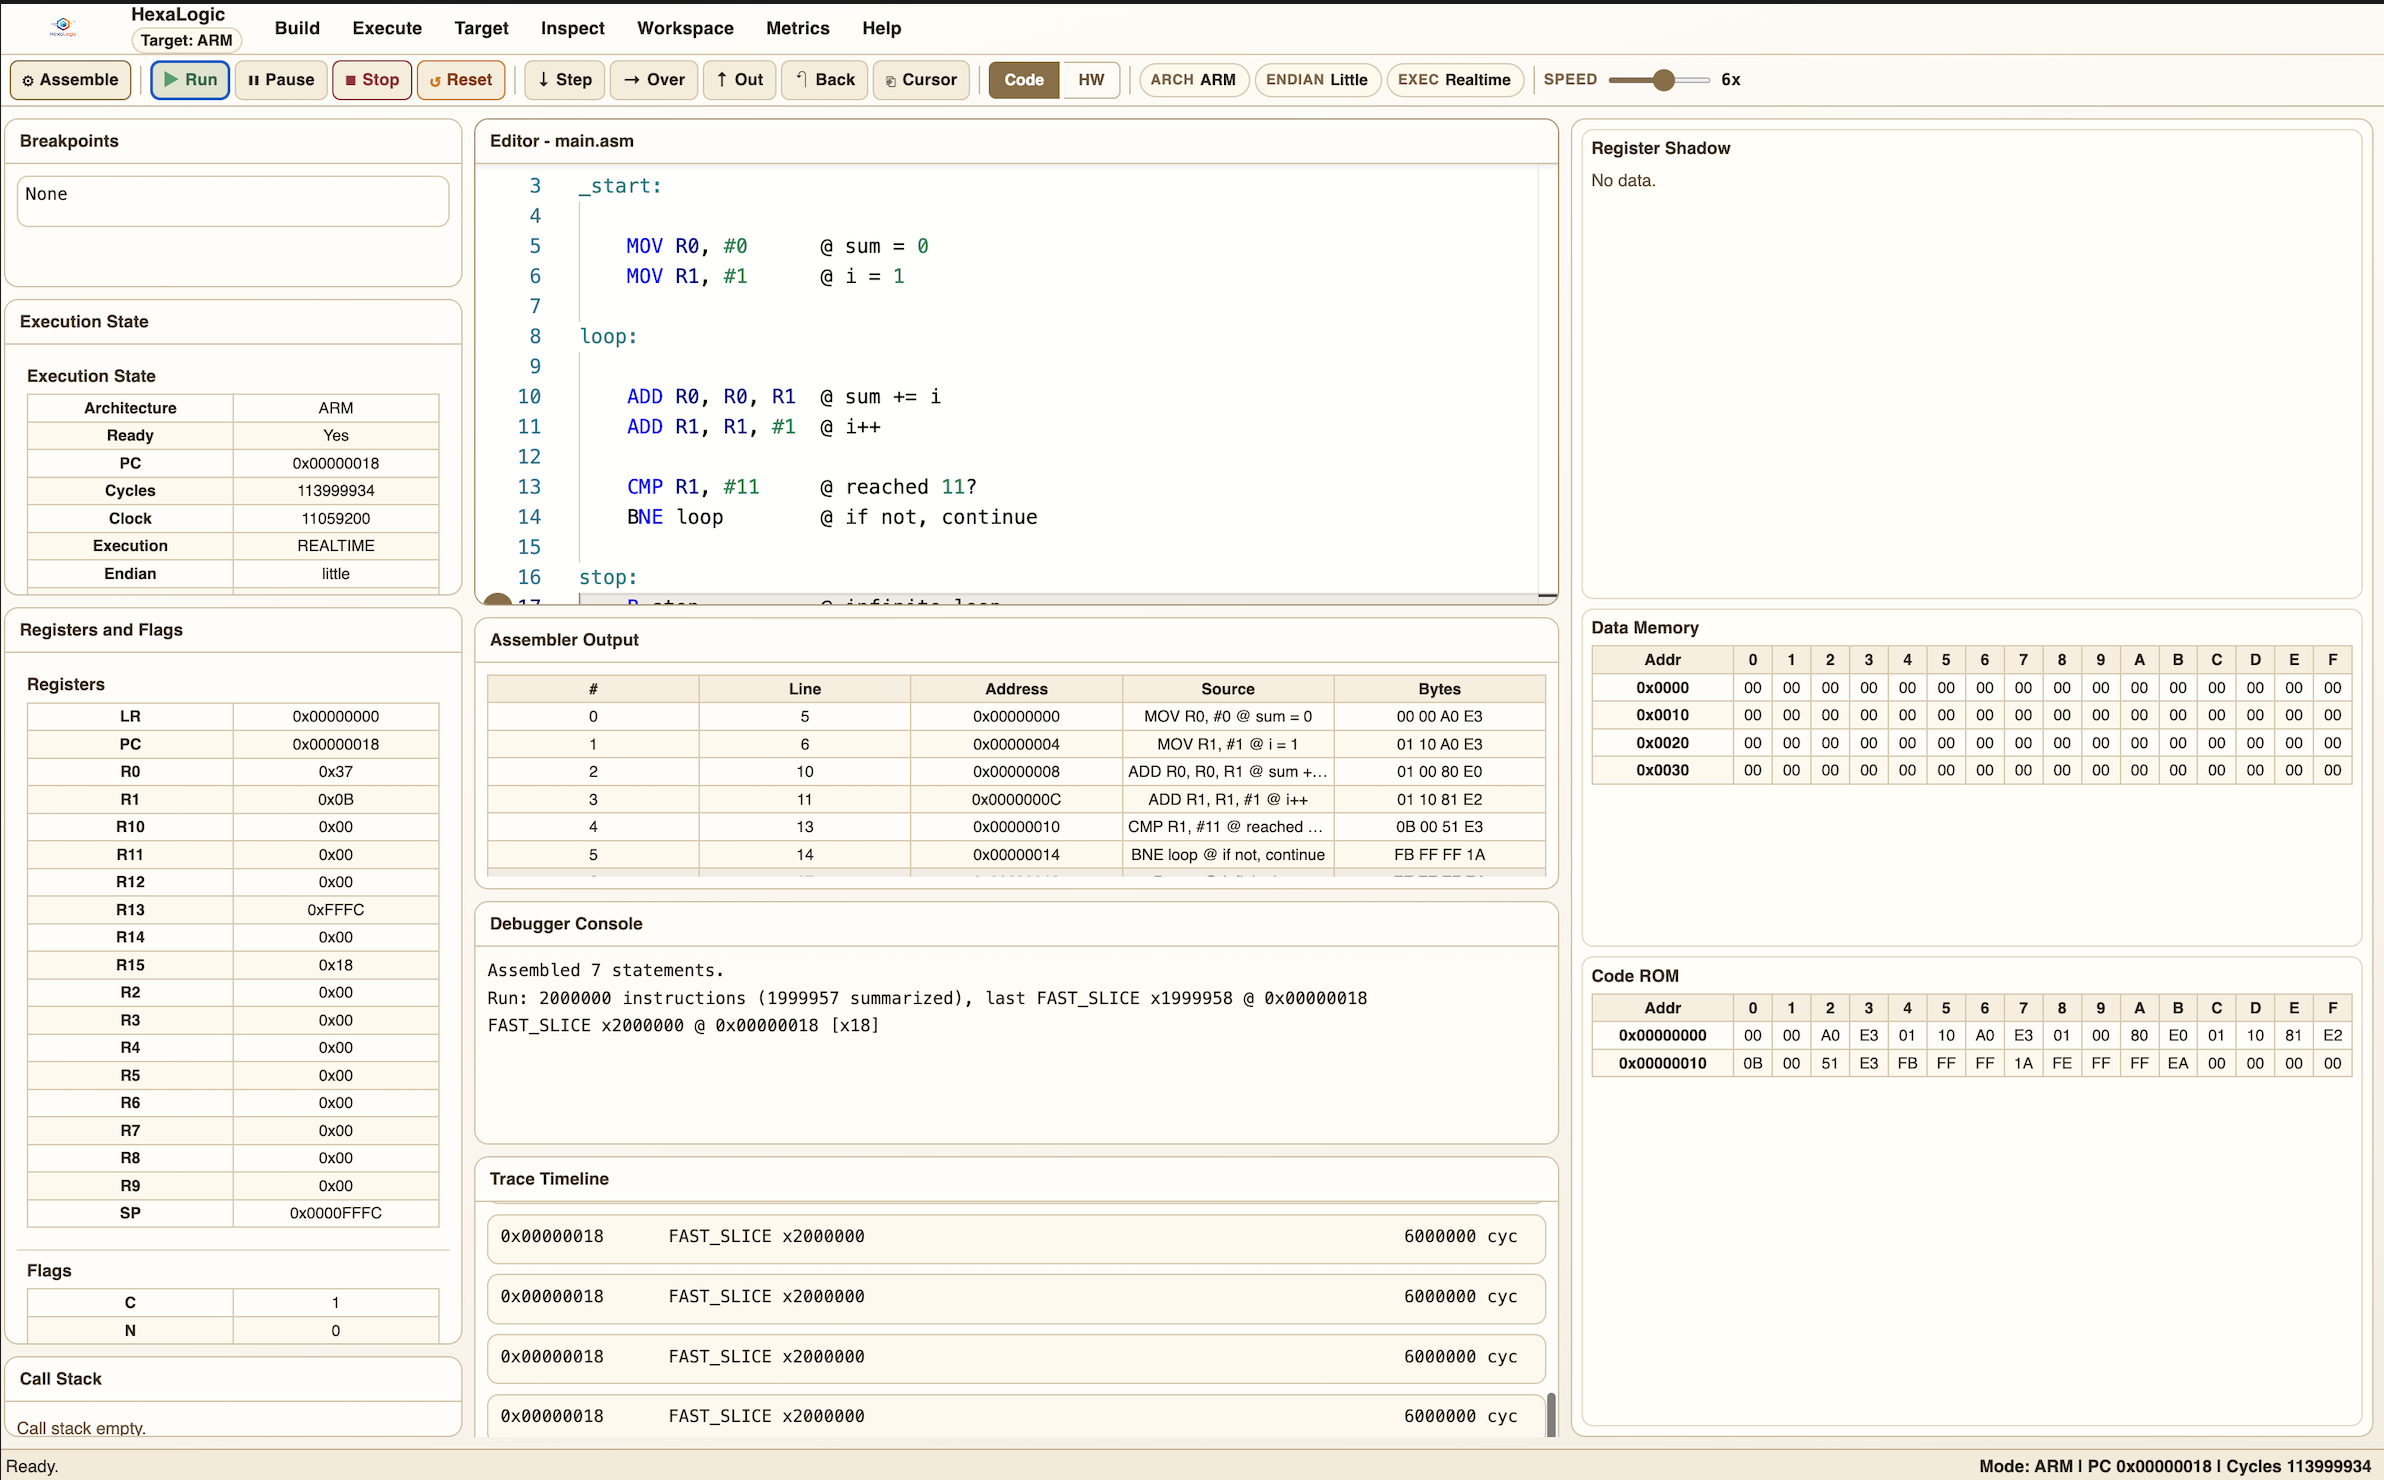 HexaLogic
Target: ARM
Build Execute Target Inspect Workspace Metrics Help
Assemble Run Pause Stop Reset Step Over Out Back Cursor Code HW ARCH ARM ENDIAN Little EXEC Realtime SPEED 6x
Breakpoints
None
Execution State
Execution State
Architecture ARM
Ready Yes
PC 0x00000018
Cycles 113999934
Clock 11059200
Execution REALTIME
Endian little
Registers and Flags
Registers
LR 0x00000000
PC 0x00000018
R0 0x37
R1 0x0B
R10 0x00
R11 0x00
R12 0x00
R13 0xFFFC
R14 0x00
R15 0x18
R2 0x00
R3 0x00
R4 0x00
R5 0x00
R6 0x00
R7 0x00
R8 0x00
R9 0x00
SP 0x0000FFFC
Flags
C 1
N 0
Call Stack
Call stack empty.
Editor - main.asm
3 _start:
4
5 MOV R0, #0 @ sum = 0
6 MOV R1, #1 @ i = 1
7
8 loop:
9
10 ADD R0, R0, R1 @ sum += i
11 ADD R1, R1, #1 @ i++
12
13 CMP R1, #11 @ reached 11?
14 BNE loop @ if not, continue
15
16 stop:
17 B stop @ infinite loop
Assembler Output
# Line Address Source Bytes
0 5 0x00000000 MOV R0, #0 @ sum = 0 00 00 A0 E3
1 6 0x00000004 MOV R1, #1 @ i = 1 01 10 A0 E3
2 10 0x00000008 ADD R0, R0, R1 @ sum +... 01 00 80 E0
3 11 0x0000000C ADD R1, R1, #1 @ i++ 01 10 81 E2
4 13 0x00000010 CMP R1, #11 @ reached ... 0B 00 51 E3
5 14 0x00000014 BNE loop @ if not, continue FB FF FF 1A
Debugger Console
Assembled 7 statements.
Run: 2000000 instructions (1999957 summarized), last FAST_SLICE x1999958 @ 0x00000018
FAST_SLICE x2000000 @ 0x00000018 [x18]
Trace Timeline
0x00000018 FAST_SLICE x2000000 6000000 cyc
0x00000018 FAST_SLICE x2000000 6000000 cyc
0x00000018 FAST_SLICE x2000000 6000000 cyc
0x00000018 FAST_SLICE x2000000 6000000 cyc
Register Shadow
No data.
Data Memory
Addr 0 1 2 3 4 5 6 7 8 9 A B C D E F
0x0000 00 00 00 00 00 00 00 00 00 00 00 00 00 00 00 00
0x0010 00 00 00 00 00 00 00 00 00 00 00 00 00 00 00 00
0x0020 00 00 00 00 00 00 00 00 00 00 00 00 00 00 00 00
0x0030 00 00 00 00 00 00 00 00 00 00 00 00 00 00 00 00
Code ROM
Addr 0 1 2 3 4 5 6 7 8 9 A B C D E F
0x00000000 00 00 A0 E3 01 10 A0 E3 01 00 80 E0 01 10 81 E2
0x00000010 0B 00 51 E3 FB FF FF 1A FE FF FF EA 00 00 00 00
Ready.
Mode: ARM | PC 0x00000018 | Cycles 113999934